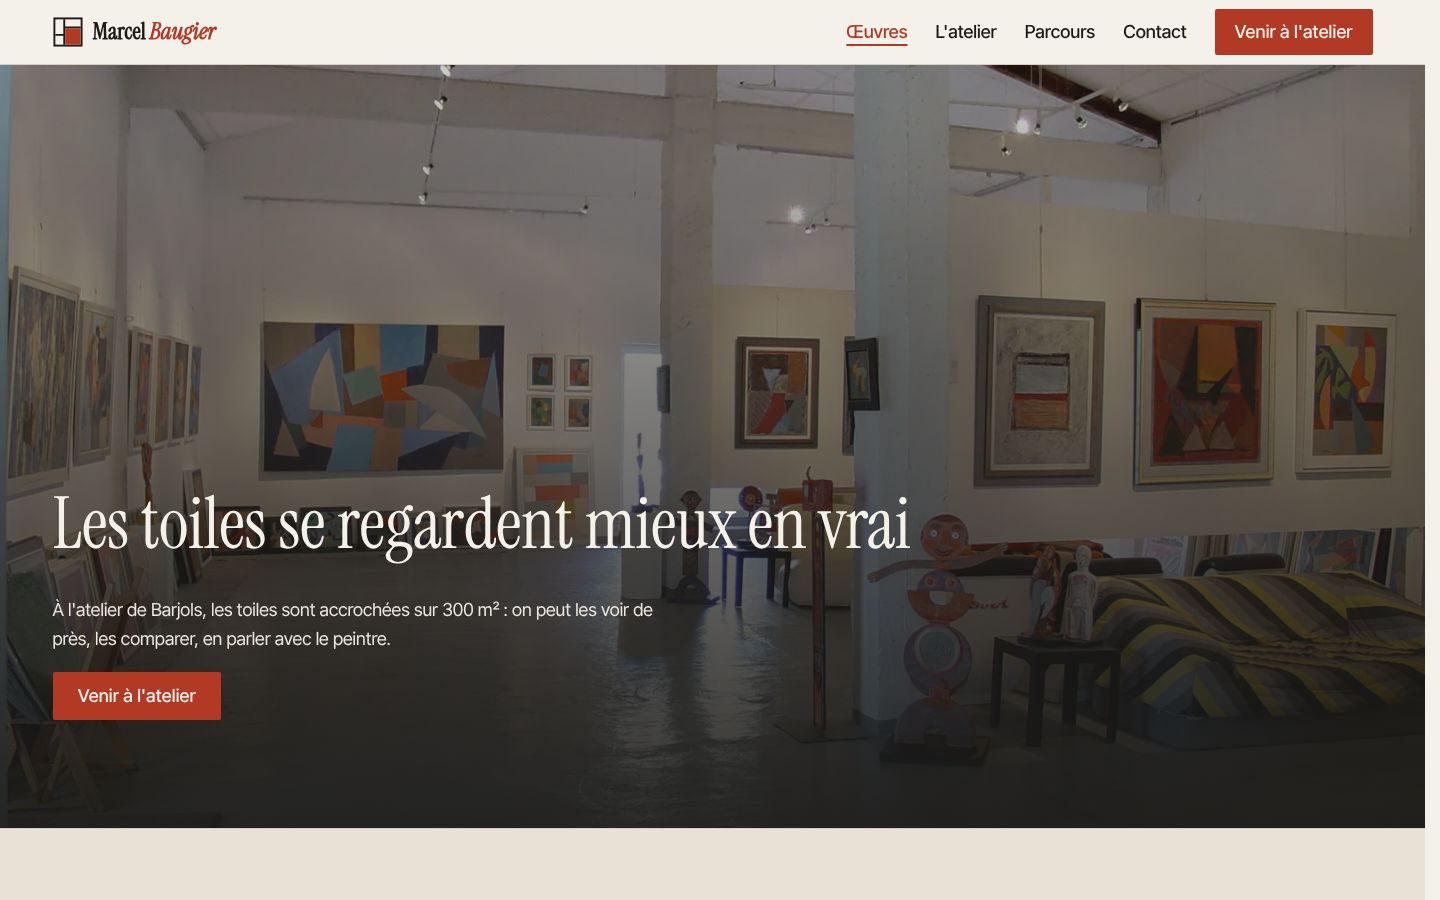 Marcel Baugier
Œuvres
L'atelier
Parcours
Contact
Venir à l'atelier
Les toiles se regardent mieux en vrai
À l'atelier de Barjols, les toiles sont accrochées sur 300 m² : on peut les voir de
près, les comparer, en parler avec le peintre.
Venir à l'atelier